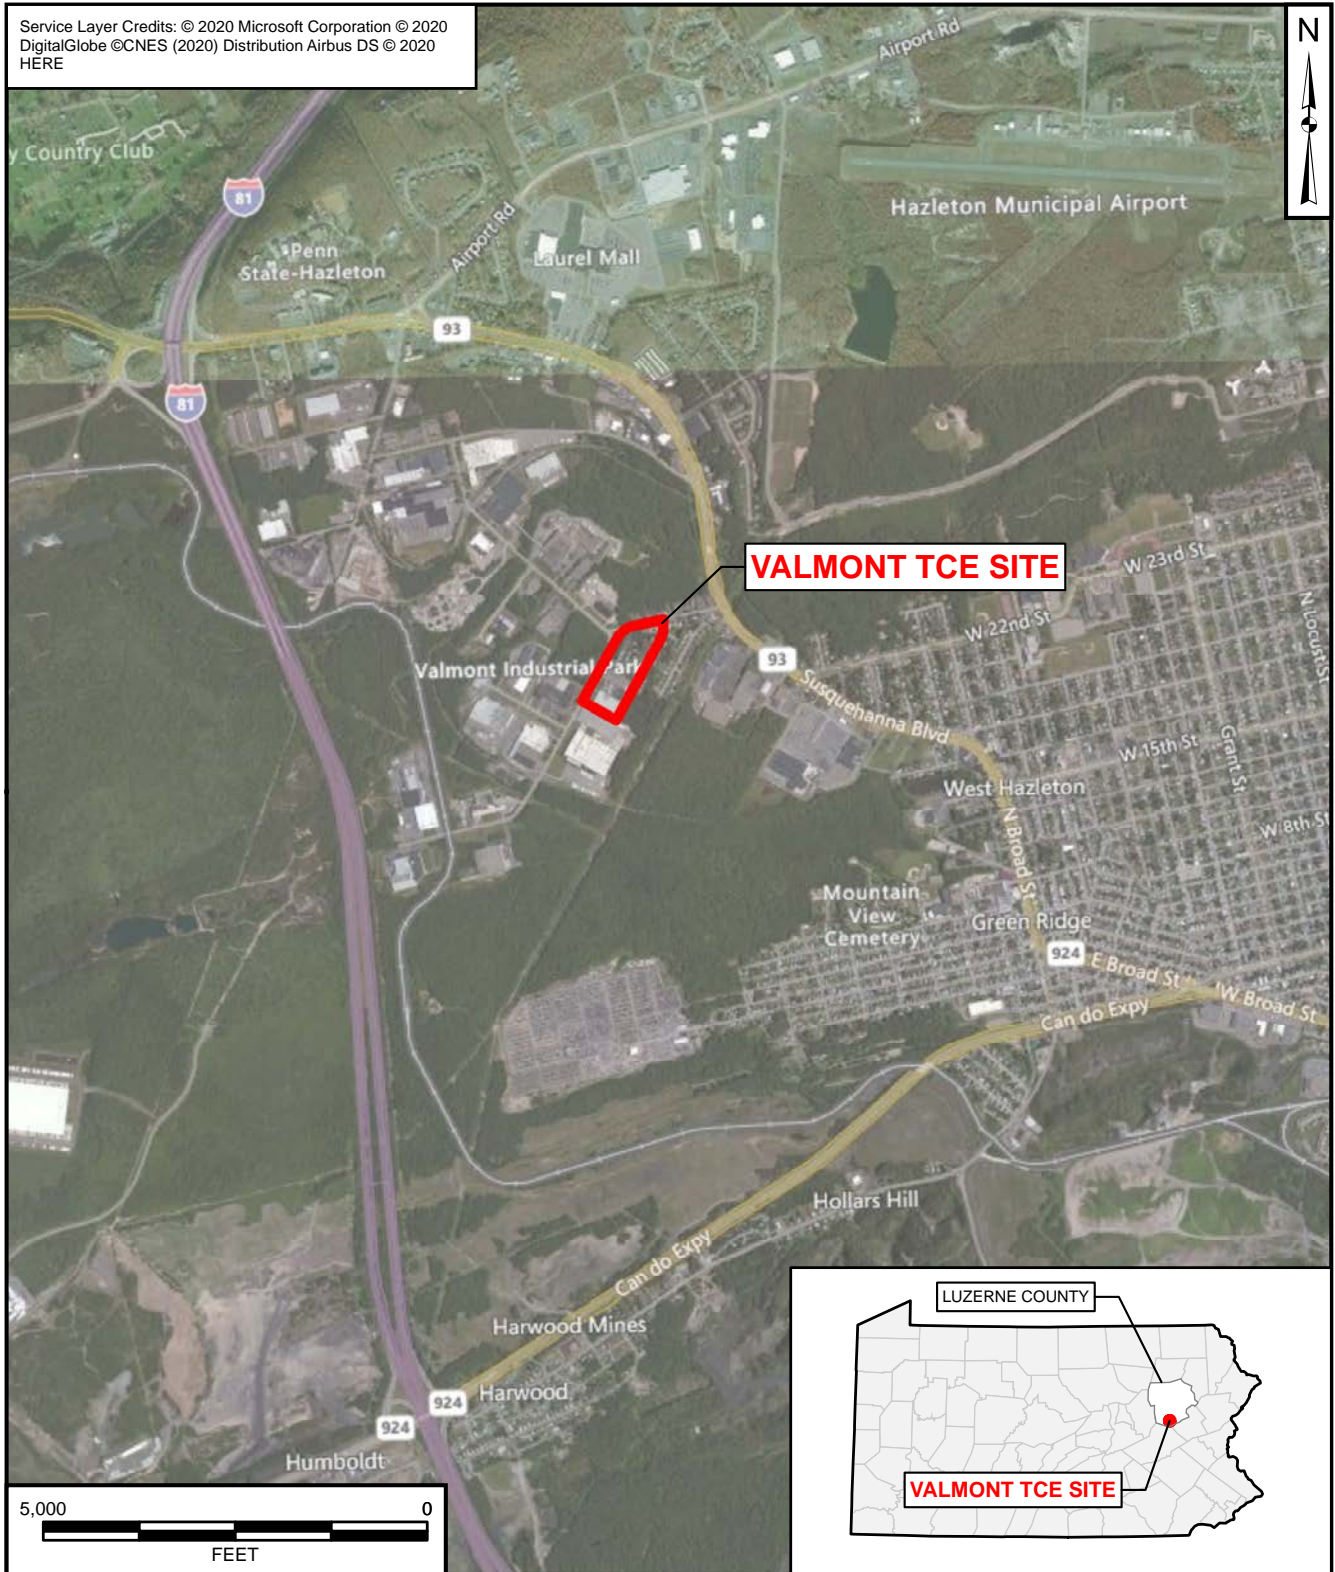 Service Layer Credits: © 2020 Microsoft Corporation © 2020
DigitalGlobe ©CNES (2020) Distribution Airbus DS © 2020
HERE
N
Airport Rd
y Country Club
81
Hazleton Municipal Airport
Airport Rd
Penn
State-Hazleton
Laurel Mall
93
81
VALMONT TCE SITE
W 23rd St
N Locust St
W 22nd St
93
Valmont Industrial Park
Susquehanna Blvd
Grant St
W 15th St
West Hazleton
N Broad St
W 8th St
Mountain
View
Cemetery
Green Ridge
924
E Broad St
W Broad St
Can do Expy
Hollars Hill
Can do Expy
Harwood Mines
Harwood
924
924
Humboldt
LUZERNE COUNTY
VALMONT TCE SITE
5,000
0
FEET